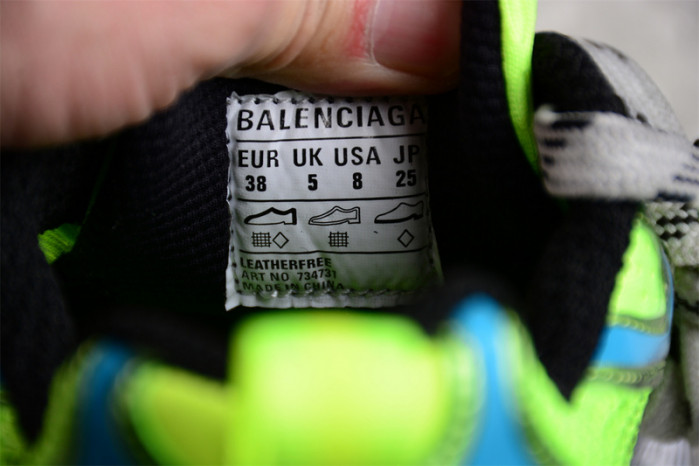 BALENCIAGA
EUR UK USA JP
38 5 8 25
LEATHERFREE
ART NO 734731
MADE IN CHINA